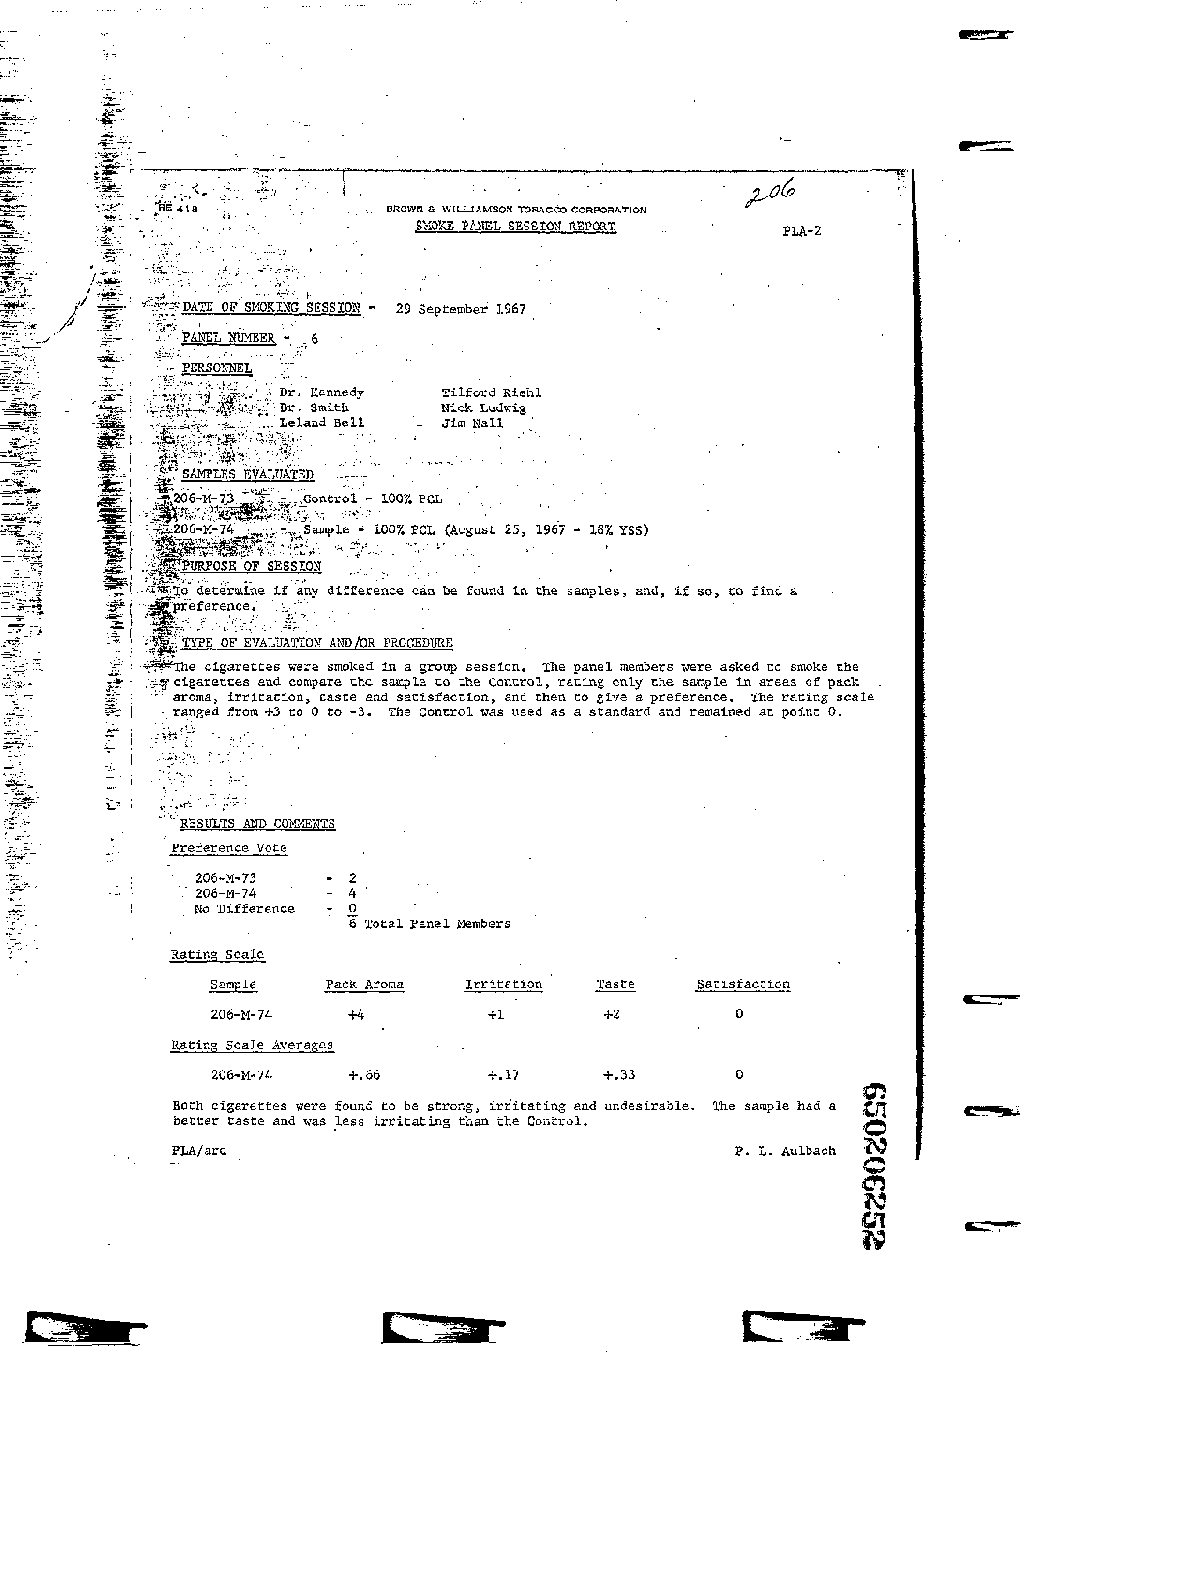 206
RE 418
BROWN & WILLIAMSON TOBACCO CORPORATION
SMOKE PANEL SESSION REPORT
PLA-2
DATE OF SMOKING SESSION - 29 September 1967
PANEL NUMBER - 6
PERSONNEL
Dr. Kennedy Tilford Riehl
Dr. Smith Nick Ludwig
Leland Bell - Jim Nall
SAMPLES EVALUATED
206-M-73 - Control - 100% PCL
206-M-74 - Sample - 100% PCL (August 25, 1967 - 18% YSS)
PURPOSE OF SESSION
To determine if any difference can be found in the samples, and, if so, to find a
preference.
TYPE OF EVALUATION AND/OR PROCEDURE
The cigarettes were smoked in a group session. The panel members were asked to smoke the
cigarettes and compare the sample to the Control, rating only the sample in areas of pack
aroma, irritation, taste and satisfaction, and then to give a preference. The rating scale
ranged from +3 to 0 to -3. The Control was used as a standard and remained at point 0.
RESULTS AND COMMENTS
Preference Vote
206-M-73 - 2
206-M-74 - 4
No Difference - 0
6 Total Panel Members
Rating Scale
Sample Pack Aroma Irritation Taste Satisfaction
206-M-74 +4 +1 +2 0
Rating Scale Averages
206-M-74 +.66 +.17 +.33 0
Both cigarettes were found to be strong, irritating and undesirable. The sample had a
better taste and was less irritating than the Control.
PLA/arc P. L. Aulbach
650206252